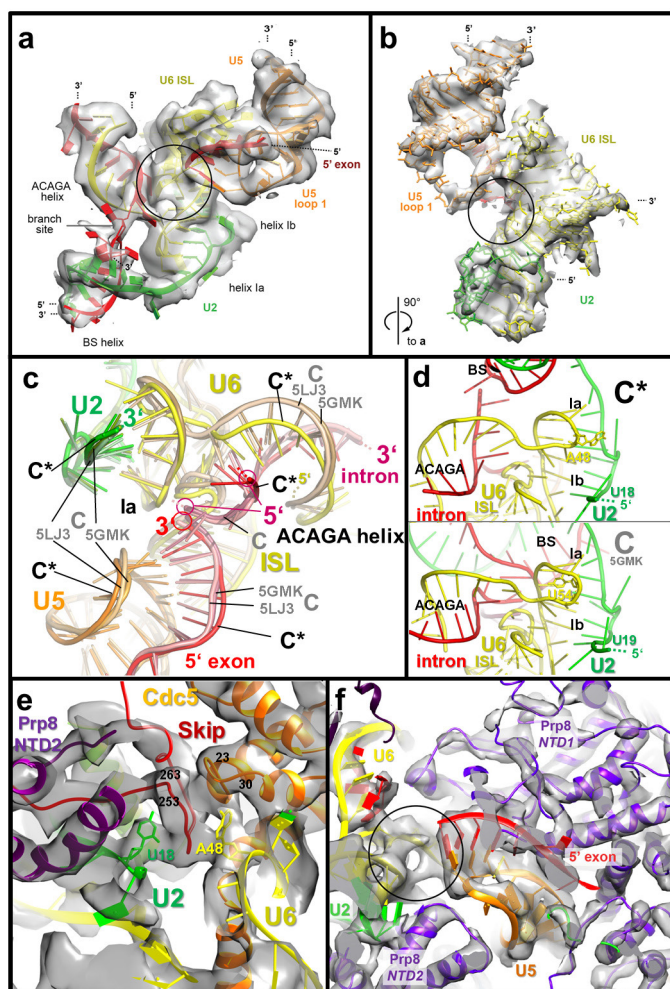 a
3'
5'
U6 ISL
U5
3'
5'
5'
5' exon
U5
loop 1
ACAGA
helix
branch
site
3'
helix Ib
helix Ia
U2
5'
3'
BS helix
b
5'
3'
U6 ISL
U5
loop 1
3'
5'
U2
90°
to a
c
U6
C
C*
5LJ3
5GMK
U2
3'
C*
3'
intron
C*
5'
Ia
5'
3'
ACAGA helix
C
C
5LJ3
5GMK
ISL
C*
U5
5GMK
5LJ3
C
C*
5' exon
d
BS
Ia
C*
A48
ACAGA
U6
ISL
Ib
U18
5'
U2
intron
BS
Ia
C
5GMK
U54
ACAGA
Ib
U6
ISL
U19
5'
U2
intron
e
Cdc5
Prp8
NTD2
Skip
23
263
30
253
A48
U18
U2
U6
f
U6
Prp8
NTD1
5' exon
U2
Prp8
NTD2
U5